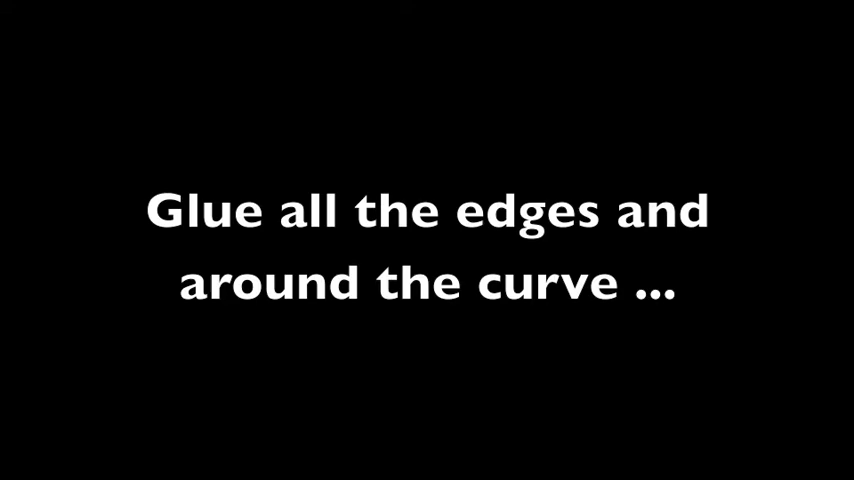 Glue all the edges and
around the curve ...